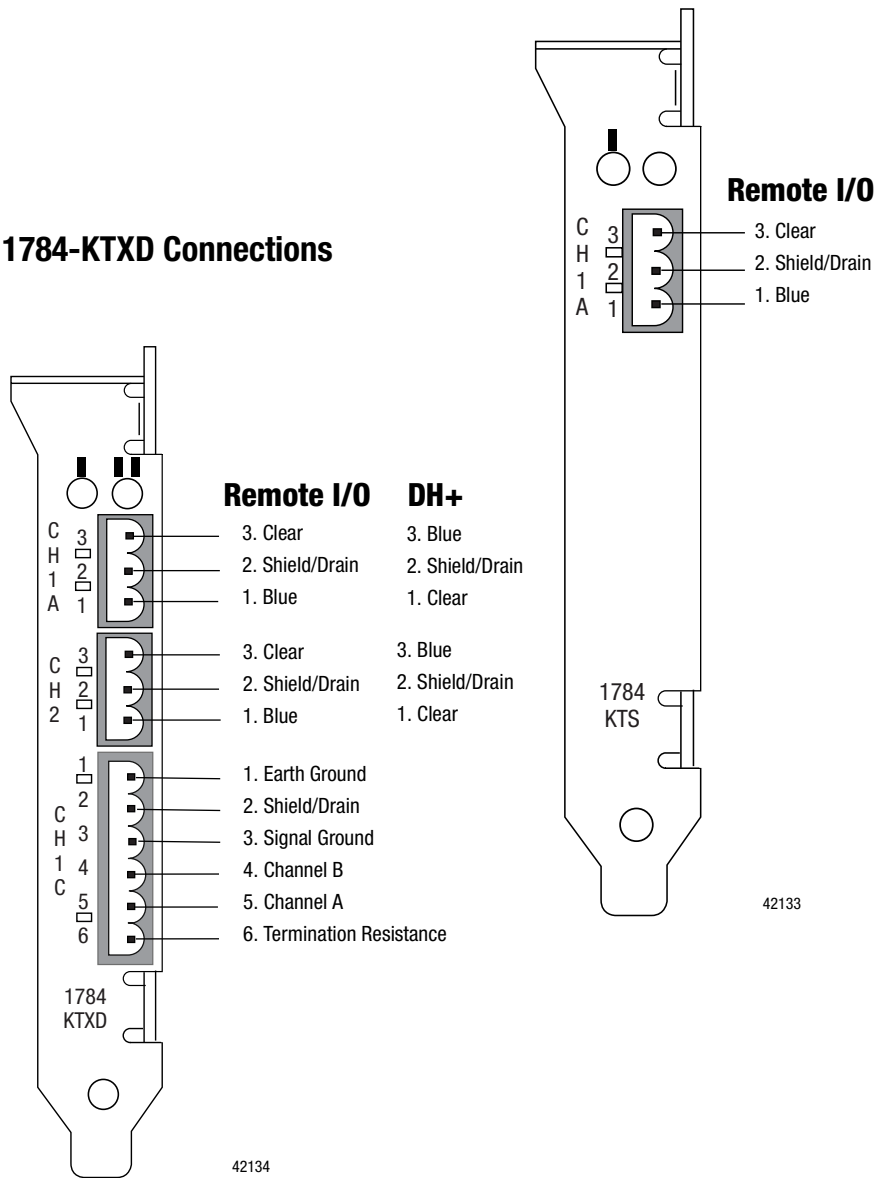 Remote I/O
C
H
1
A
3
2
1
3. Clear
2. Shield/Drain
1. Blue
1784
KTS
42133
1784-KTXD Connections
Remote I/O DH+
C
H
1
A
3
2
1
3. Clear 3. Blue
2. Shield/Drain 2. Shield/Drain
1. Blue 1. Clear
C
H
2
3
2
1
3. Clear 3. Blue
2. Shield/Drain 2. Shield/Drain
1. Blue 1. Clear
C
H
1
C
1
2
3
4
5
6
1. Earth Ground
2. Shield/Drain
3. Signal Ground
4. Channel B
5. Channel A
6. Termination Resistance
1784
KTXD
42134